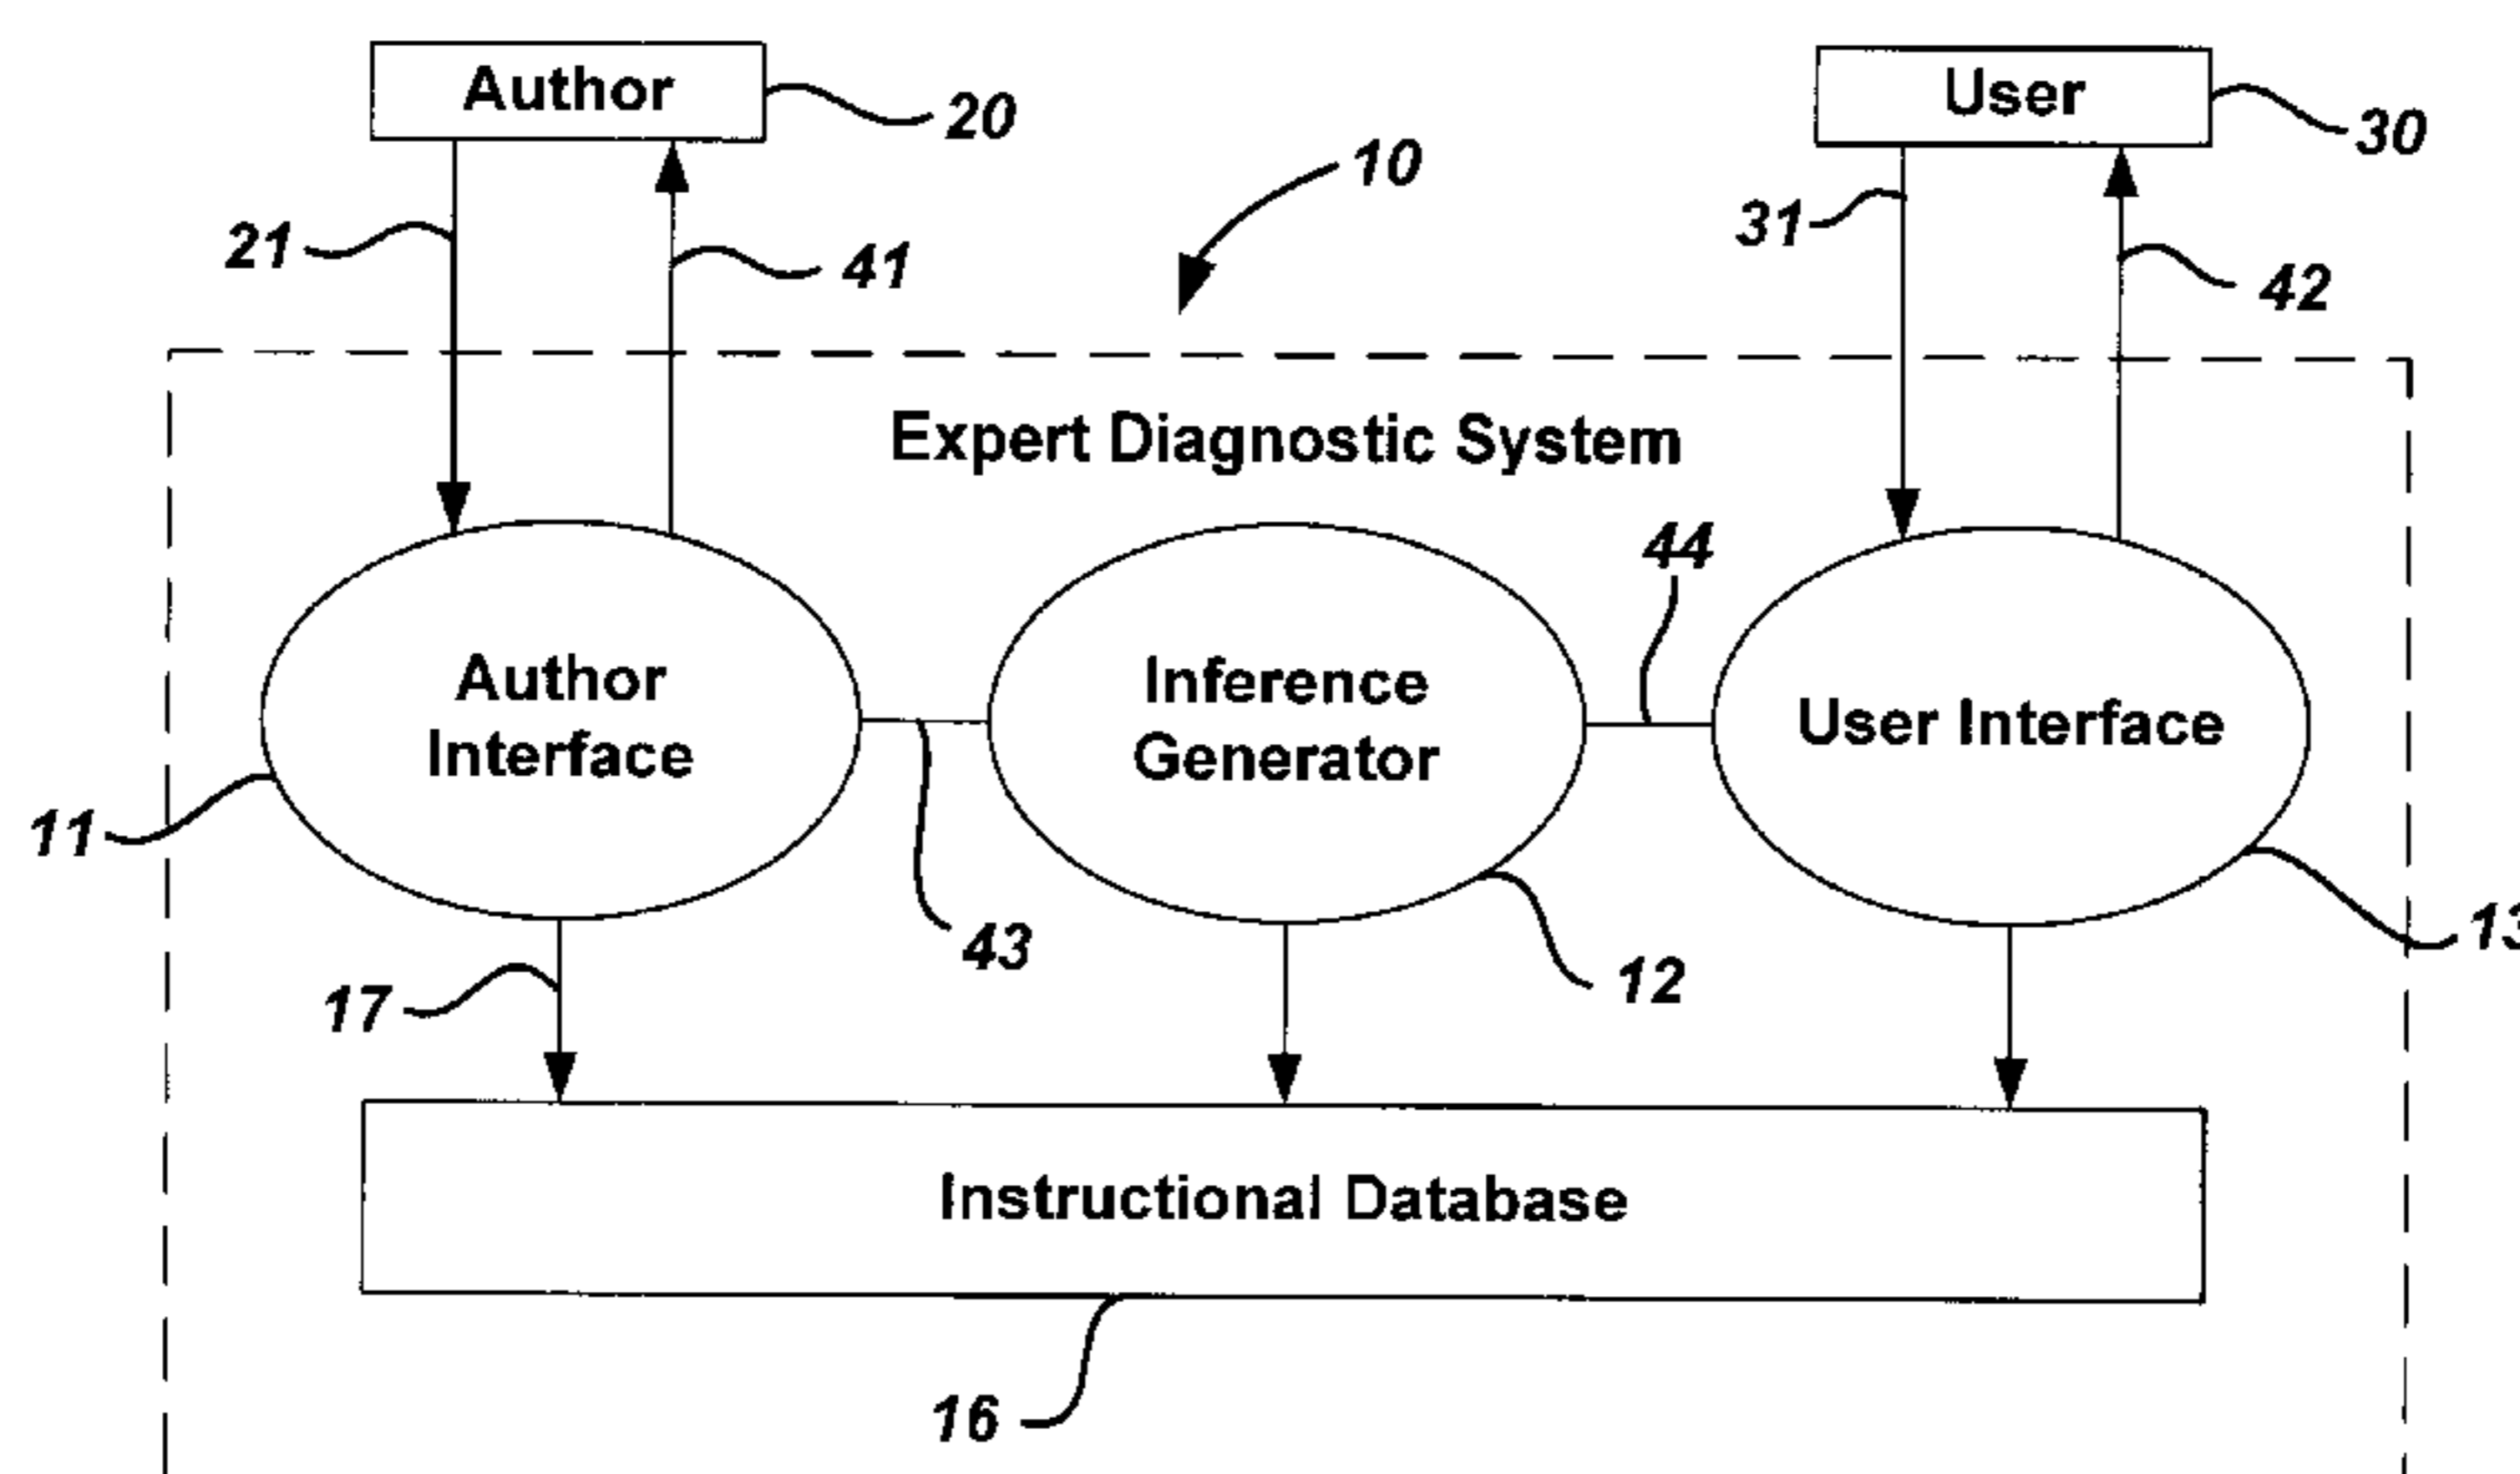 Author
20
User
30
10
21
41
31
42
Expert Diagnostic System
44
Author
Interface
Inference
Generator
User Interface
11
43
12
13
17
Instructional Database
16